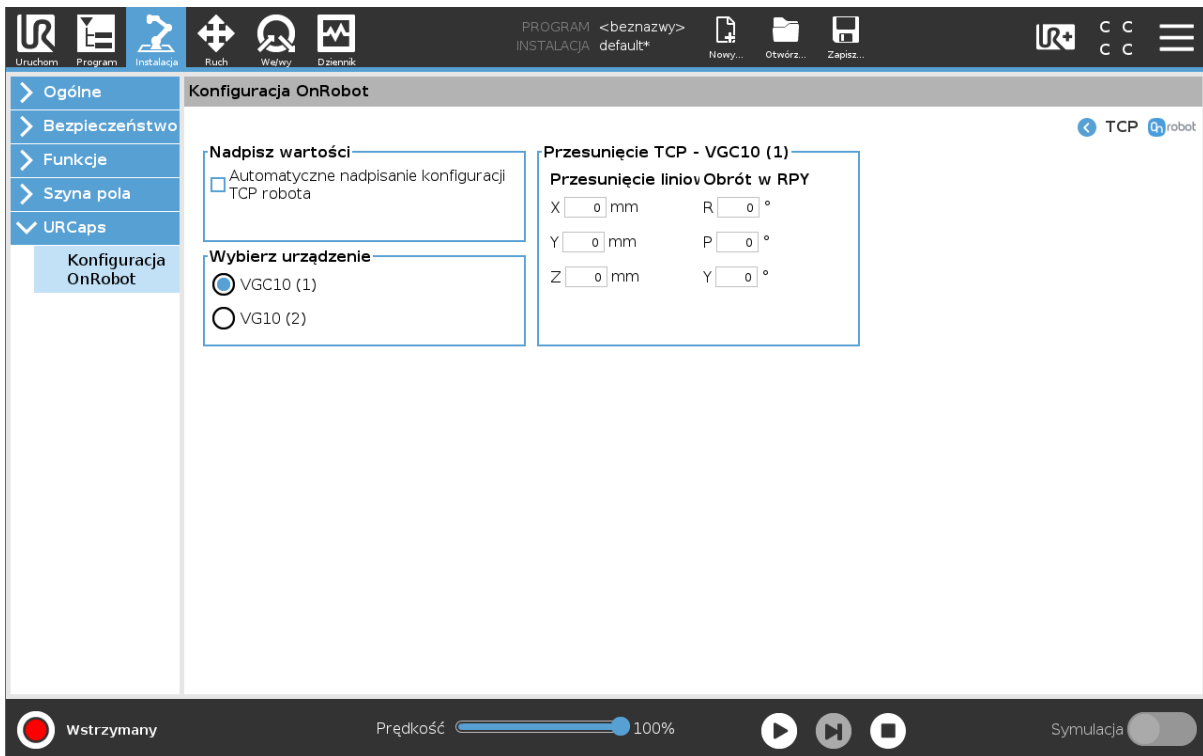 UR
PROGRAM <beznazwy>
INSTALACJA default*
UR+
C C
C C
Uruchom Program Instalacja Ruch We/wy Dziennik Nowy... Otwórz... Zapisz...
Ogólne
Bezpieczeństwo
Funkcje
Szyna pola
URCaps
Konfiguracja
OnRobot
Konfiguracja OnRobot
TCP OnRobot
Nadpisz wartości
Automatyczne nadpisanie konfiguracji
TCP robota
Wybierz urządzenie
VGC10 (1)
VG10 (2)
Przesunięcie TCP - VGC10 (1)
Przesunięcie liniov Obrót w RPY
X 0 mm R 0 °
Y 0 mm P 0 °
Z 0 mm Y 0 °
Wstrzymany
Prędkość 100%
Symulacja